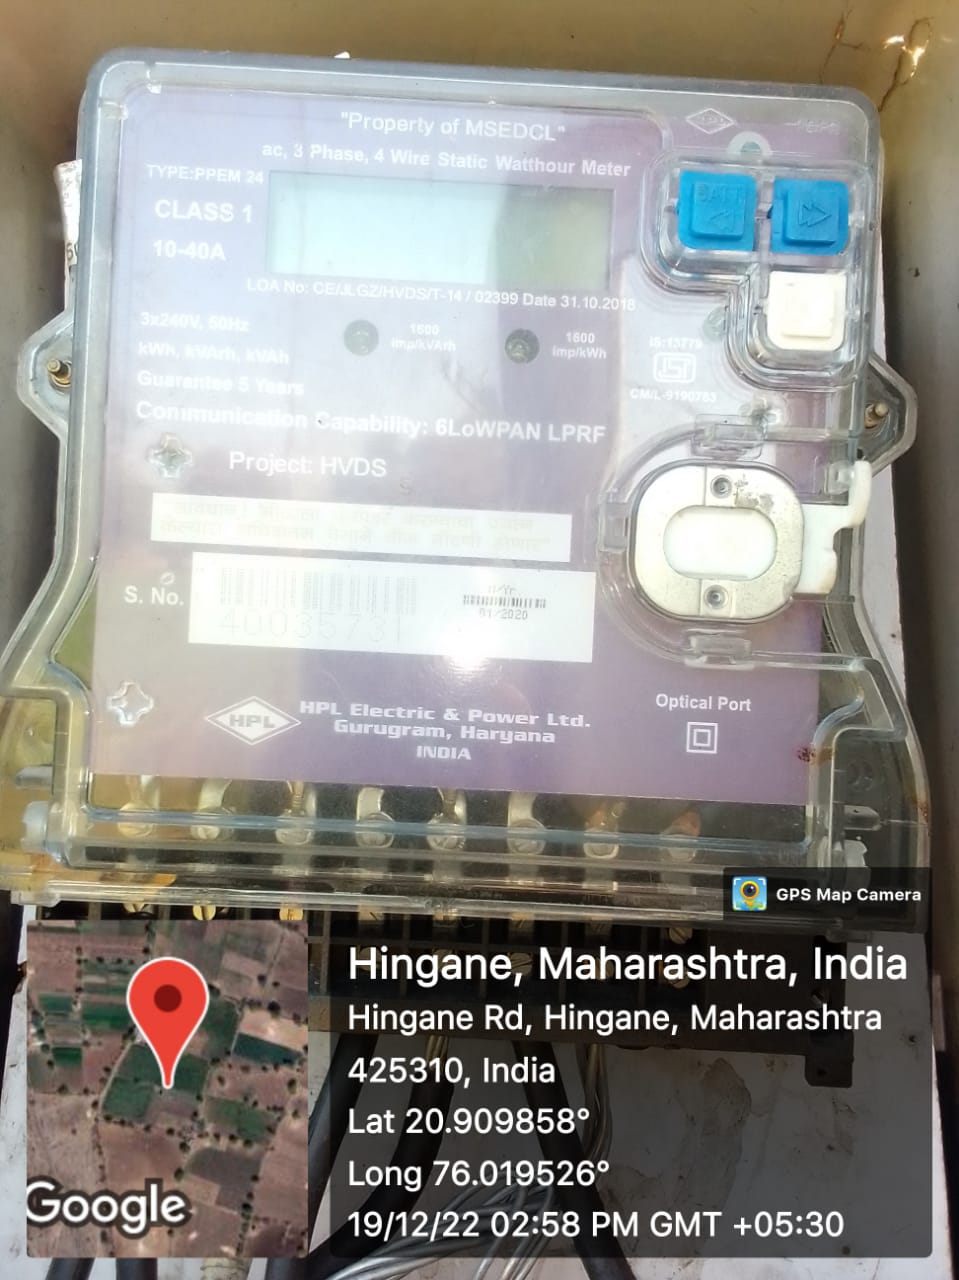 "Property of MSEDCL"
ac, 3 Phase, 4 Wire Static Watthour Meter
TYPE:PPEM 24
CLASS 1
10-40A
BATT
LOA No: CE/JLGZ/HVDS/T-14 / 02399 Date 31.10.2018
3x240V, 50Hz
1600
imp/kVArh
1600
imp/kWh
kWh, kVArh, kVAh
Guarantee 5 Years
IS:13779
ISI
CM/L-9190783
Communication Capability: 6LoWPAN LPRF
Project: HVDS
S. No.
4003573
01/2020
HPL
HPL Electric & Power Ltd.
Gurugram, Haryana
INDIA
Optical Port
GPS Map Camera
Hingane, Maharashtra, India
Hingane Rd, Hingane, Maharashtra
425310, India
Lat 20.909858°
Long 76.019526°
19/12/22 02:58 PM GMT +05:30
Google